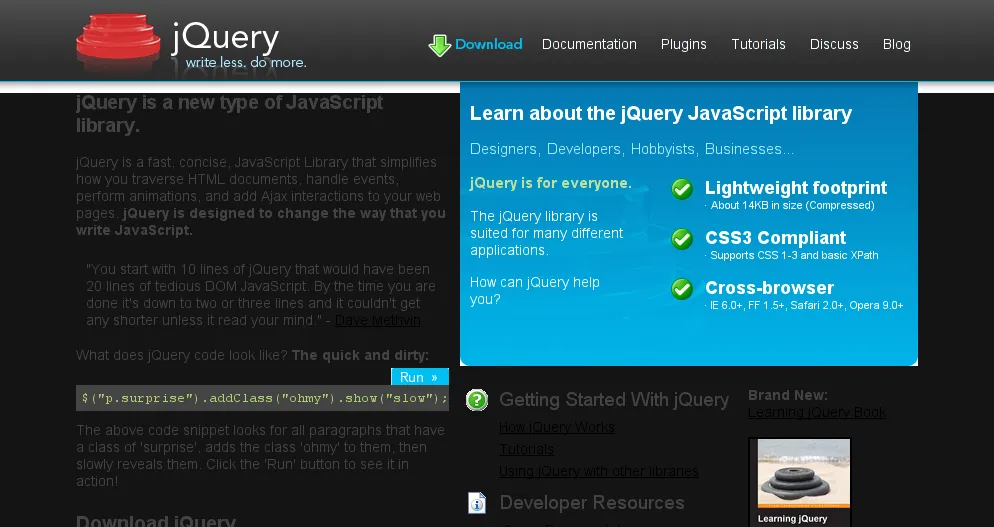 jQuery
write less, do more.
Download Documentation Plugins Tutorials Discuss Blog
jQuery is a new type of JavaScript
library.
jQuery is a fast, concise, JavaScript Library that simplifies
how you traverse HTML documents, handle events,
perform animations, and add Ajax interactions to your web
pages. jQuery is designed to change the way that you
write JavaScript.
"You start with 10 lines of jQuery that would have been
20 lines of tedious DOM JavaScript. By the time you are
done it's down to two or three lines and it couldn't get
any shorter unless it read your mind." - Dave Methvin
What does jQuery code look like? The quick and dirty:
Run »
$("p.surprise").addClass("ohmy").show("slow");
The above code snippet looks for all paragraphs that have
a class of 'surprise', adds the class 'ohmy' to them, then
slowly reveals them. Click the 'Run' button to see it in
action!
Download jQuery
Learn about the jQuery JavaScript library
Designers, Developers, Hobbyists, Businesses...
jQuery is for everyone.
The jQuery library is
suited for many different
applications.
How can jQuery help
you?
Lightweight footprint
· About 14KB in size (Compressed)
CSS3 Compliant
· Supports CSS 1-3 and basic XPath
Cross-browser
· IE 6.0+, FF 1.5+, Safari 2.0+, Opera 9.0+
Getting Started With jQuery
How jQuery Works
Tutorials
Using jQuery with other libraries
Developer Resources
Brand New:
Learning jQuery Book
Learning jQuery